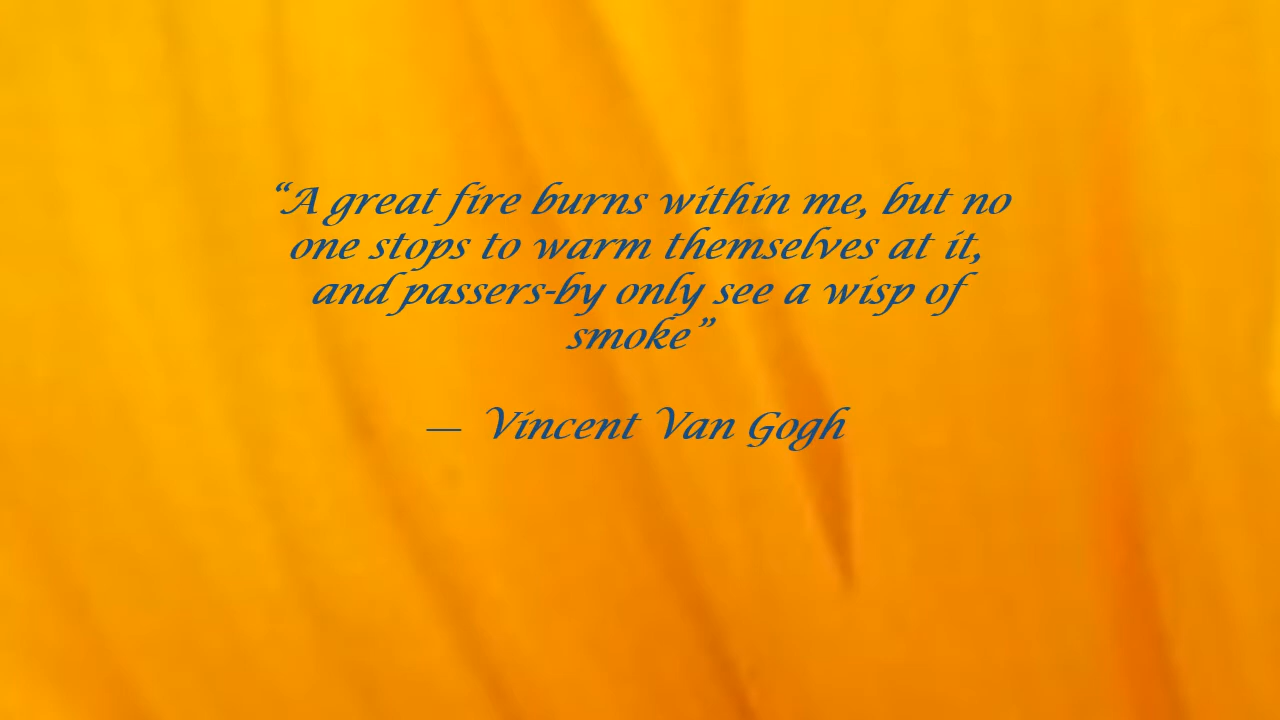 “A great fire burns within me, but no
one stops to warm themselves at it,
and passers-by only see a wisp of
smoke”
— Vincent Van Gogh